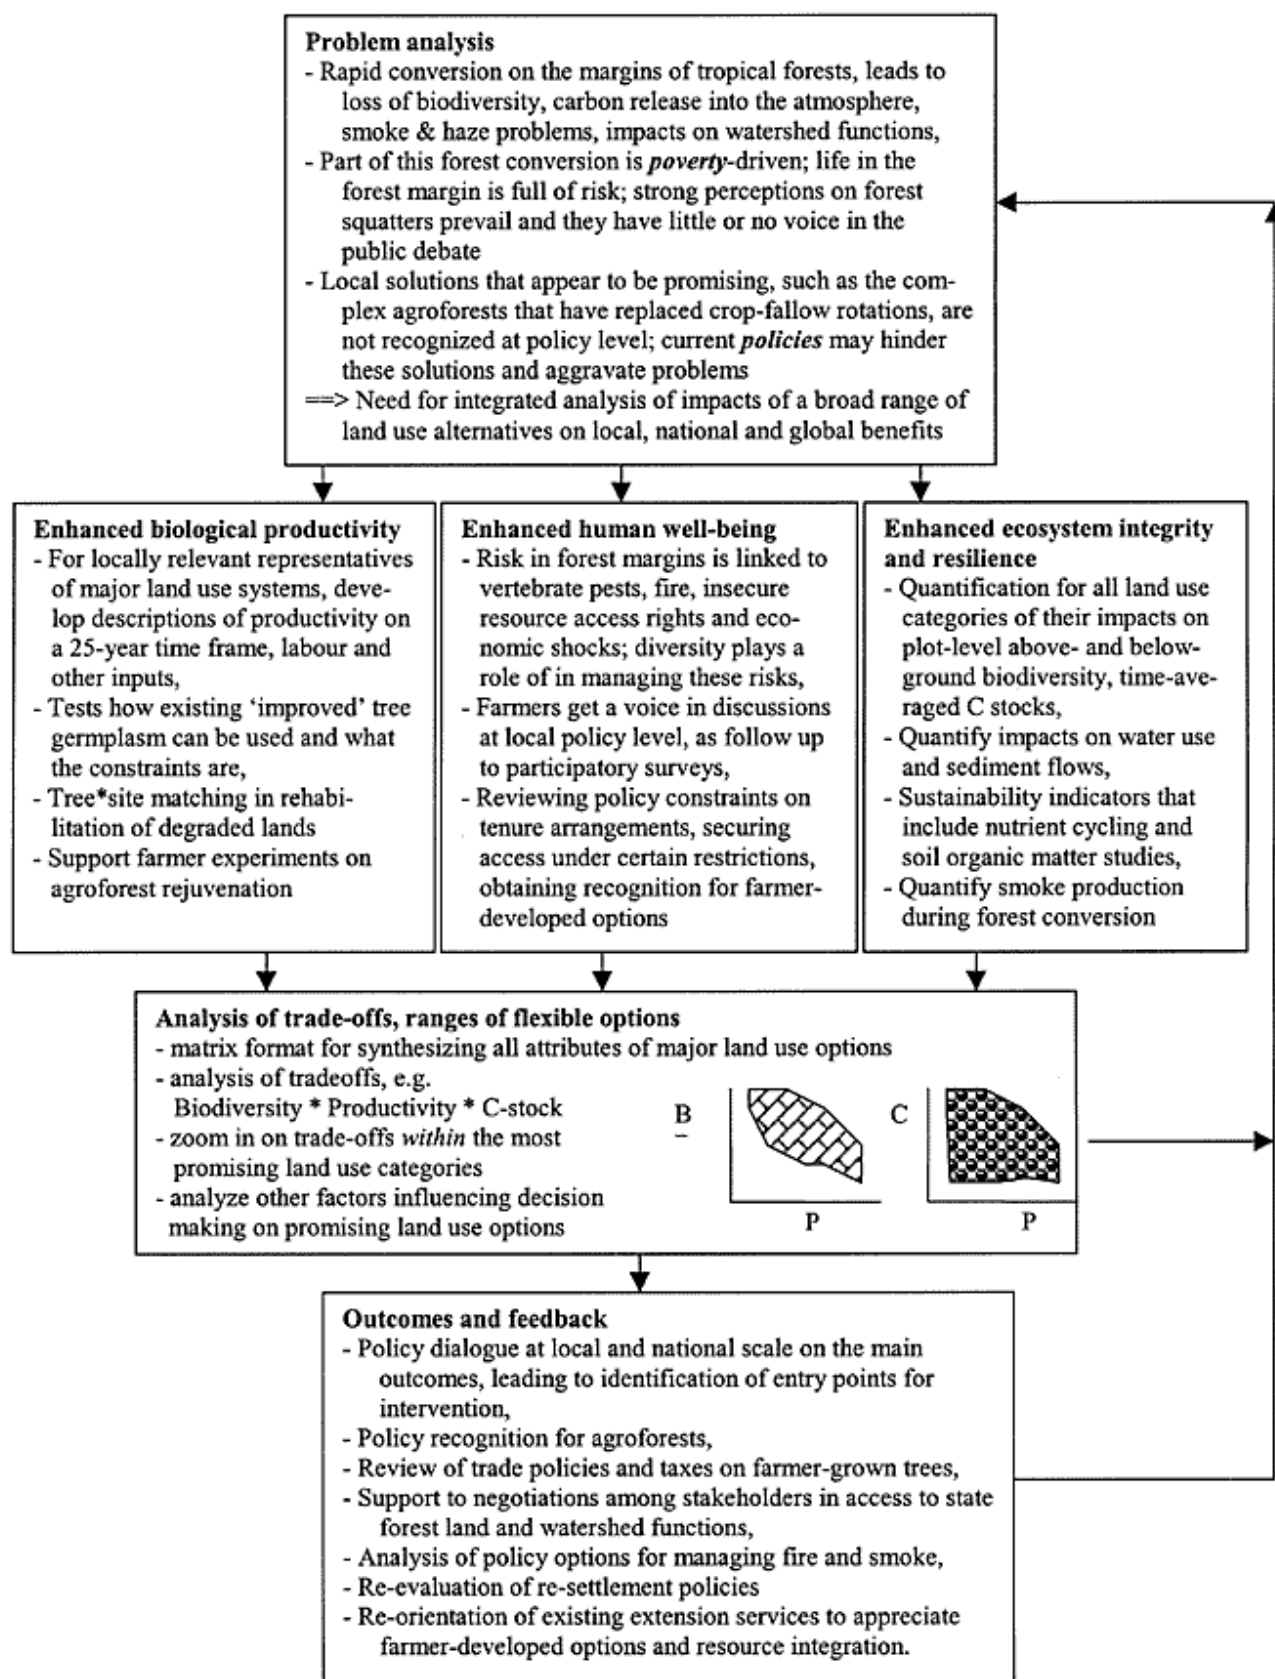 Problem analysis
- Rapid conversion on the margins of tropical forests, leads to
loss of biodiversity, carbon release into the atmosphere,
smoke & haze problems, impacts on watershed functions,
- Part of this forest conversion is poverty-driven; life in the
forest margin is full of risk; strong perceptions on forest
squatters prevail and they have little or no voice in the
public debate
- Local solutions that appear to be promising, such as the com-
plex agroforests that have replaced crop-fallow rotations, are
not recognized at policy level; current policies may hinder
these solutions and aggravate problems
==> Need for integrated analysis of impacts of a broad range of
land use alternatives on local, national and global benefits
Enhanced biological productivity
- For locally relevant representatives
of major land use systems, deve-
lop descriptions of productivity on
a 25-year time frame, labour and
other inputs,
- Tests how existing ‘improved’ tree
germplasm can be used and what
the constraints are,
- Tree*site matching in rehabi-
litation of degraded lands
- Support farmer experiments on
agroforest rejuvenation
Enhanced human well-being
- Risk in forest margins is linked to
vertebrate pests, fire, insecure
resource access rights and eco-
nomic shocks; diversity plays a
role of in managing these risks,
- Farmers get a voice in discussions
at local policy level, as follow up
to participatory surveys,
- Reviewing policy constraints on
tenure arrangements, securing
access under certain restrictions,
obtaining recognition for farmer-
developed options
Enhanced ecosystem integrity
and resilience
- Quantification for all land use
categories of their impacts on
plot-level above- and below-
ground biodiversity, time-ave-
raged C stocks,
- Quantify impacts on water use
and sediment flows,
- Sustainability indicators that
include nutrient cycling and
soil organic matter studies,
- Quantify smoke production
during forest conversion
Analysis of trade-offs, ranges of flexible options
- matrix format for synthesizing all attributes of major land use options
- analysis of tradeoffs, e.g.
Biodiversity * Productivity * C-stock
- zoom in on trade-offs within the most
promising land use categories
- analyze other factors influencing decision
making on promising land use options
B
P
C
P
Outcomes and feedback
- Policy dialogue at local and national scale on the main
outcomes, leading to identification of entry points for
intervention,
- Policy recognition for agroforests,
- Review of trade policies and taxes on farmer-grown trees,
- Support to negotiations among stakeholders in access to state
forest land and watershed functions,
- Analysis of policy options for managing fire and smoke,
- Re-evaluation of re-settlement policies
- Re-orientation of existing extension services to appreciate
farmer-developed options and resource integration.